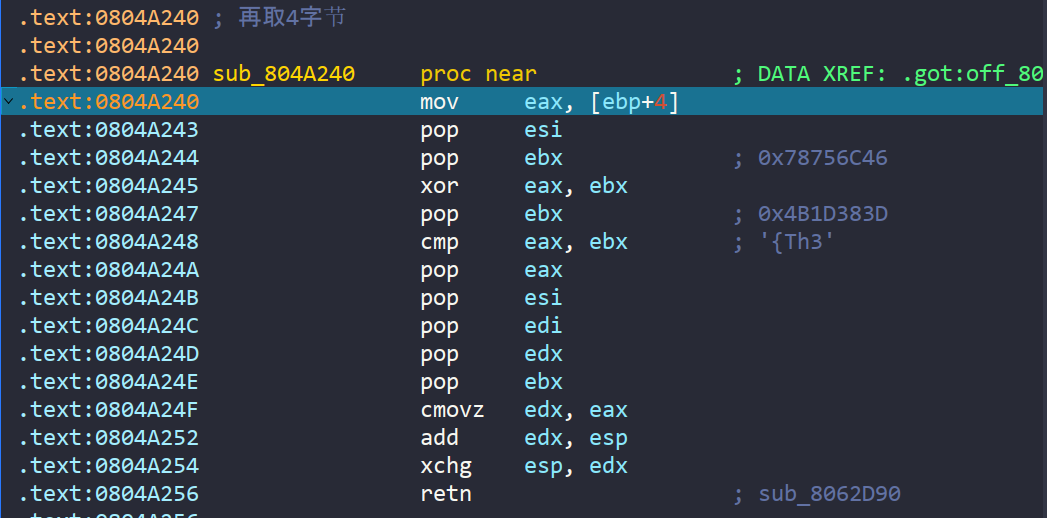 .text:0804A240 ; 再取4字节
.text:0804A240
.text:0804A240 sub_804A240 proc near ; DATA XREF: .got:off_80
.text:0804A240 mov eax, [ebp+4]
.text:0804A243 pop esi
.text:0804A244 pop ebx ; 0x78756C46
.text:0804A245 xor eax, ebx
.text:0804A247 pop ebx ; 0x4B1D383D
.text:0804A248 cmp eax, ebx ; '{Th3'
.text:0804A24A pop eax
.text:0804A24B pop esi
.text:0804A24C pop edi
.text:0804A24D pop edx
.text:0804A24E pop ebx
.text:0804A24F cmovz edx, eax
.text:0804A252 add edx, esp
.text:0804A254 xchg esp, edx
.text:0804A256 retn ; sub_8062D90